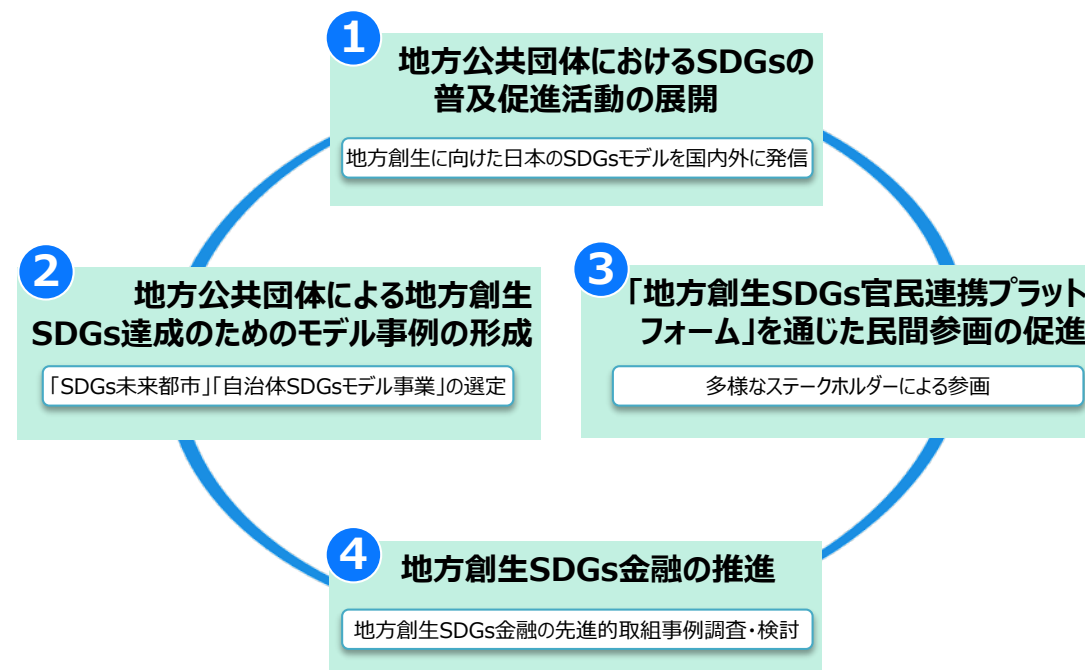 1
地方公共団体におけるSDGsの
普及促進活動の展開
地方創生に向けた日本のSDGsモデルを国内外に発信
2
地方公共団体による地方創生
SDGs達成のためのモデル事例の形成
「SDGs未来都市」「自治体SDGsモデル事業」の選定
3
「地方創生SDGs官民連携プラット
フォーム」を通じた民間参画の促進
多様なステークホルダーによる参画
4
地方創生SDGs金融の推進
地方創生SDGs金融の先進的取組事例調査・検討